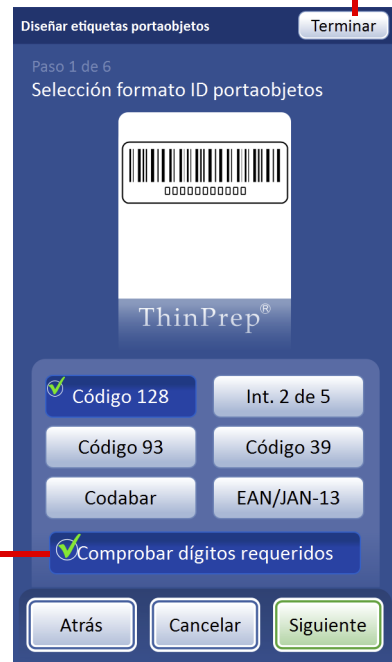 Diseñar etiquetas portaobjetos Terminar
Paso 1 de 6
Selección formato ID portaobjetos
00000000000
ThinPrep®
Código 128 Int. 2 de 5
Código 93 Código 39
Codabar EAN/JAN-13
Comprobar dígitos requeridos
Atrás Cancelar Siguiente